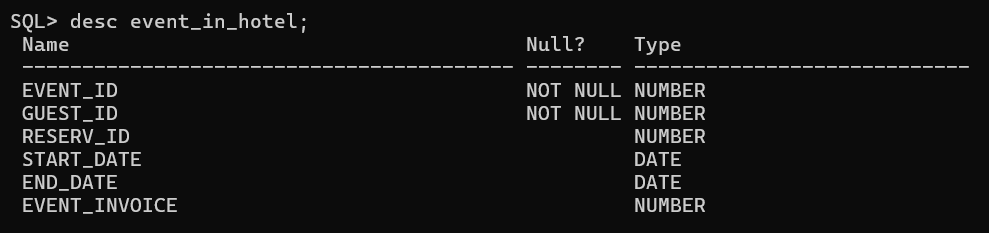 SQL> desc event_in_hotel;
 Name                                      Null?    Type
 ----------------------------------------- -------- ----------------------------
 EVENT_ID                                  NOT NULL NUMBER
 GUEST_ID                                  NOT NULL NUMBER
 RESERV_ID                                          NUMBER
 START_DATE                                         DATE
 END_DATE                                           DATE
 EVENT_INVOICE                                      NUMBER